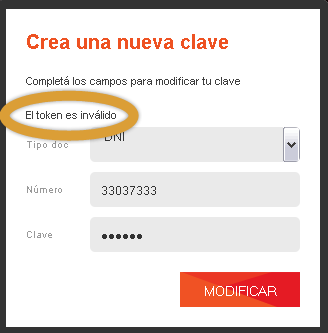 Crea una nueva clave
Completá los campos para modificar tu clave
El token es inválido
Tipo doc DNI
Número 33037333
Clave ••••••
MODIFICAR